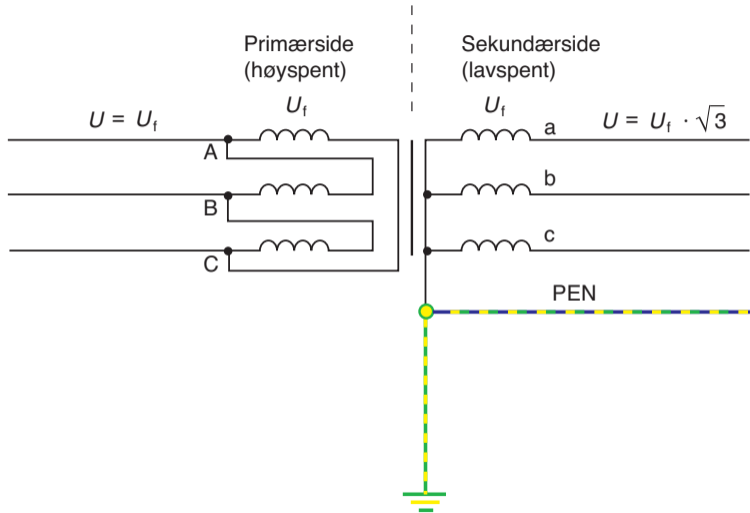 Primærside
(høyspent)
Sekundærside
(lavspent)
U = Uf
Uf
Uf
a
U = Uf · √3
A
b
B
c
C
PEN